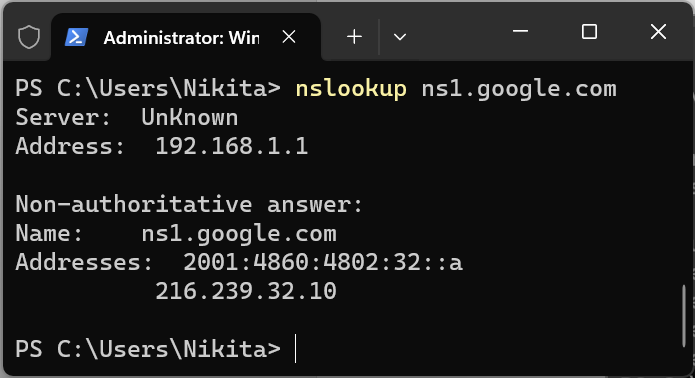 Administrator: Win
PS C:\Users\Nikita> nslookup ns1.google.com
Server:  UnKnown
Address:  192.168.1.1
Non-authoritative answer:
Name:    ns1.google.com
Addresses:  2001:4860:4802:32::a
216.239.32.10
PS C:\Users\Nikita>